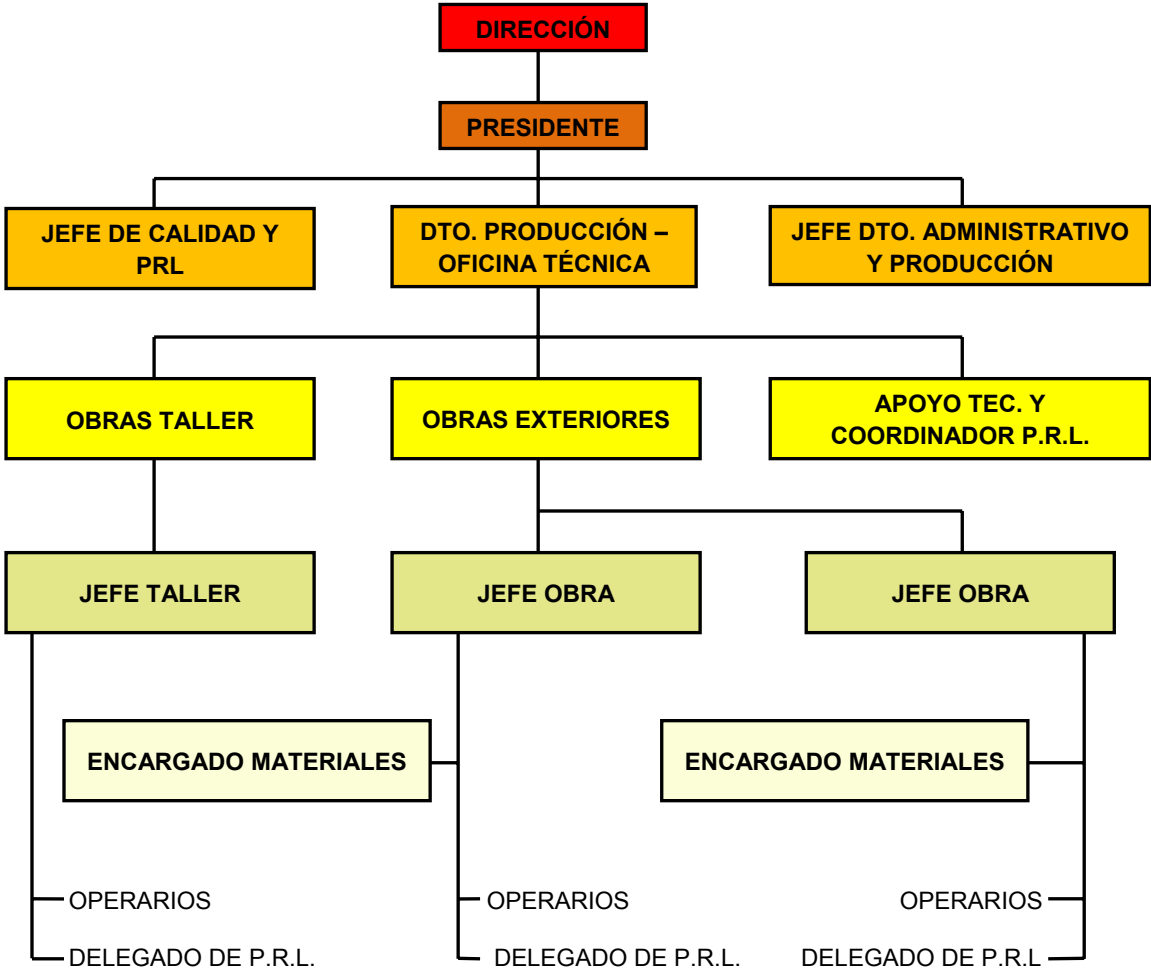 DIRECCIÓN
PRESIDENTE
JEFE DE CALIDAD Y
PRL
DTO. PRODUCCIÓN –
OFICINA TÉCNICA
JEFE DTO. ADMINISTRATIVO
Y PRODUCCIÓN
OBRAS TALLER
OBRAS EXTERIORES
APOYO TEC. Y
COORDINADOR P.R.L.
JEFE TALLER
JEFE OBRA
JEFE OBRA
ENCARGADO MATERIALES
ENCARGADO MATERIALES
OPERARIOS
OPERARIOS
OPERARIOS
DELEGADO DE P.R.L.
DELEGADO DE P.R.L.
DELEGADO DE P.R.L